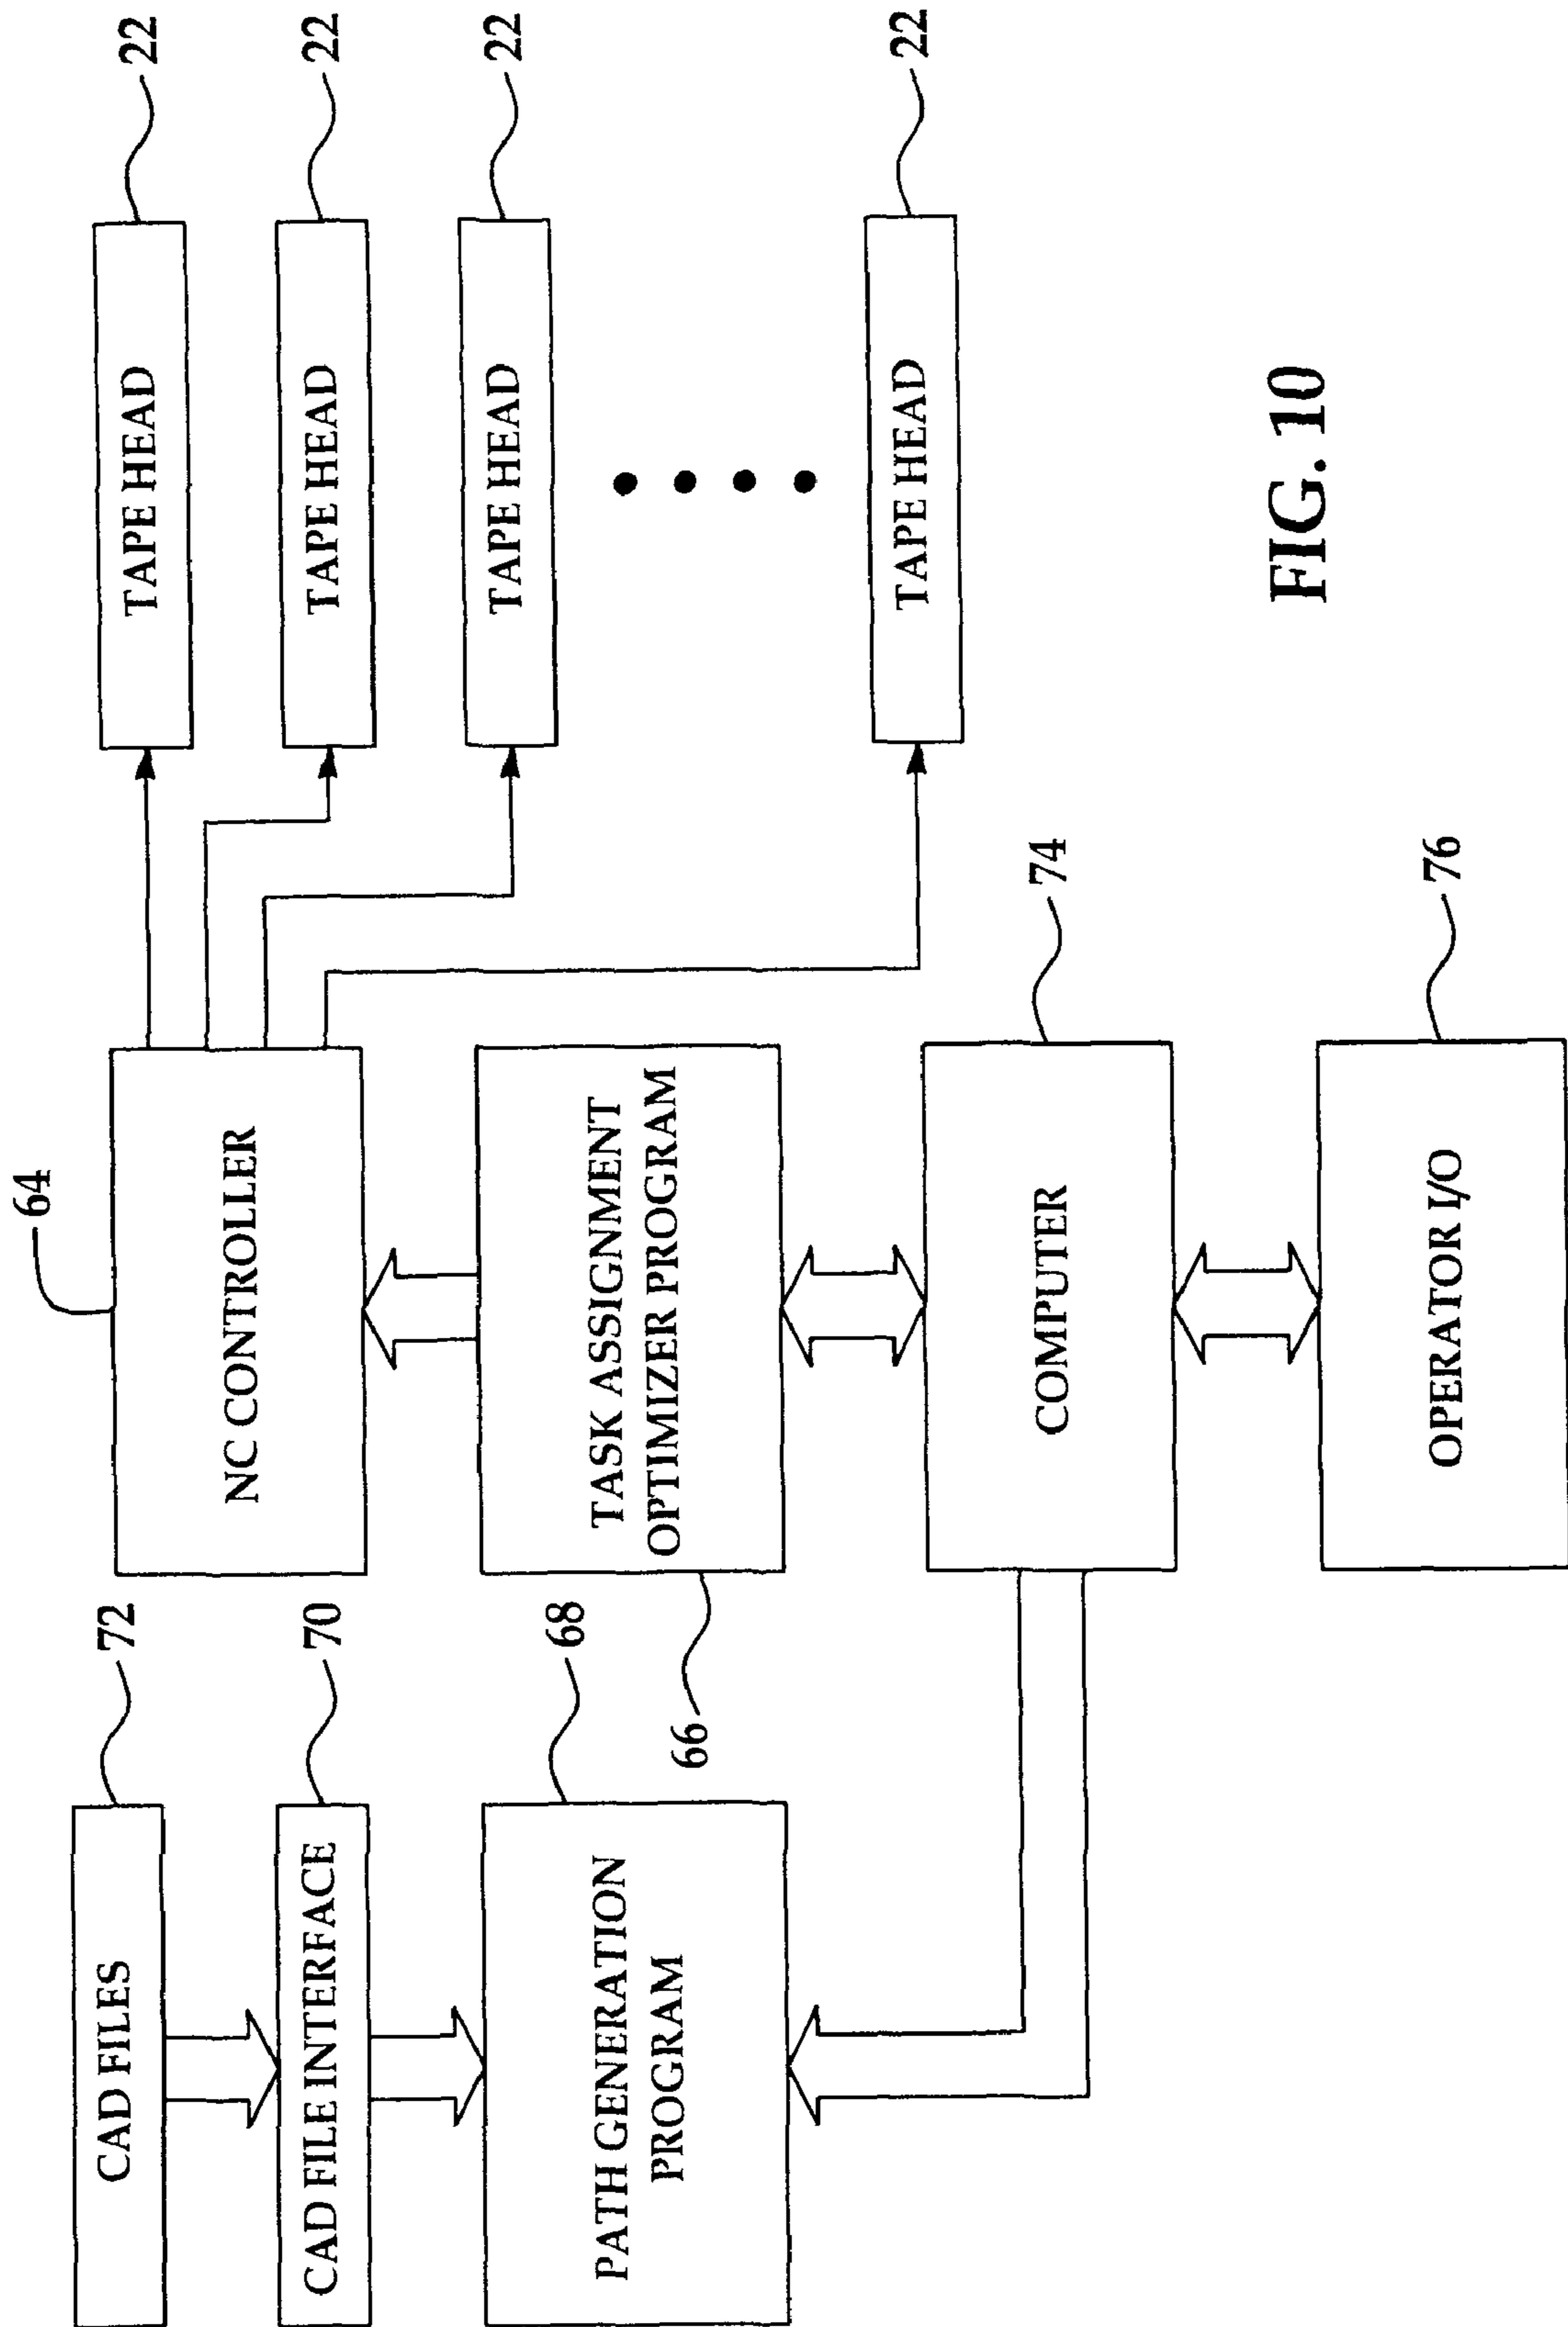 72
CAD FILES
70
CAD FILE INTERFACE
68
PATH GENERATION
PROGRAM
64
NC CONTROLLER
66
TASK ASSIGNMENT
OPTIMIZER PROGRAM
74
COMPUTER
76
OPERATOR I/O
22
TAPE HEAD
22
TAPE HEAD
22
TAPE HEAD
22
TAPE HEAD
FIG. 10